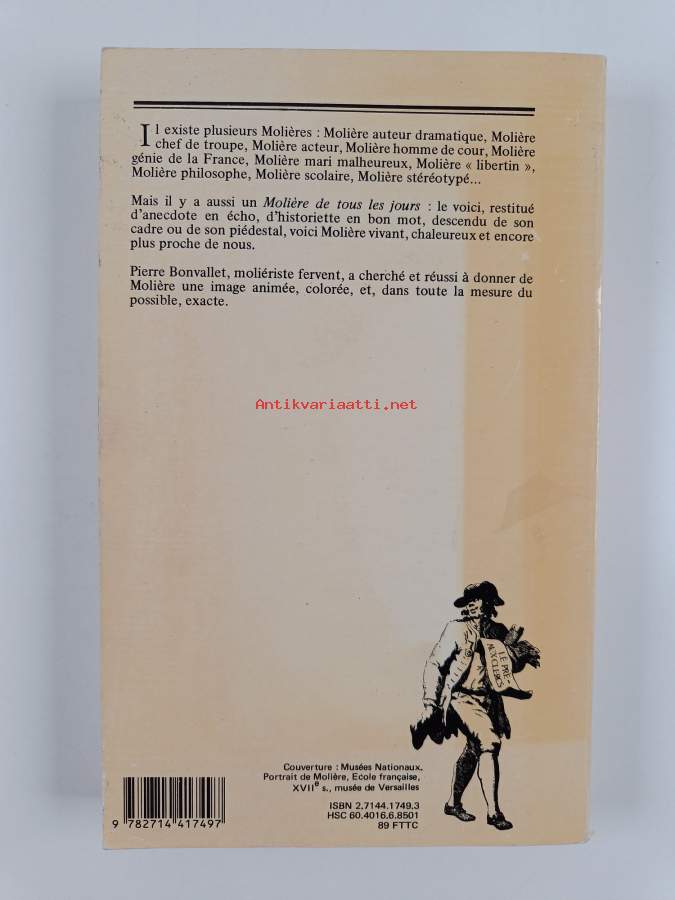 Il existe plusieurs Molières : Molière auteur dramatique, Molière
chef de troupe, Molière acteur, Molière homme de cour, Molière
génie de la France, Molière mari malheureux, Molière « libertin »,
Molière philosophe, Molière scolaire, Molière stéréotypé...
Mais il y a aussi un Molière de tous les jours : le voici, restitué
d'anecdote en écho, d'historiette en bon mot, descendu de son
cadre ou de son piédestal, voici Molière vivant, chaleureux et encore
plus proche de nous.
Pierre Bonvallet, moliériste fervent, a cherché et réussi à donner de
Molière une image animée, colorée, et, dans toute la mesure du
possible, exacte.
Antikvariaatti.net
LE PRE-
AUX CLERCS
Couverture : Musées Nationaux,
Portrait de Molière, Ecole française,
XVIIe s., musée de Versailles
ISBN 2.7144.1749.3
HSC 60.4016.6.8501
89 FTTC
9 782714 417497